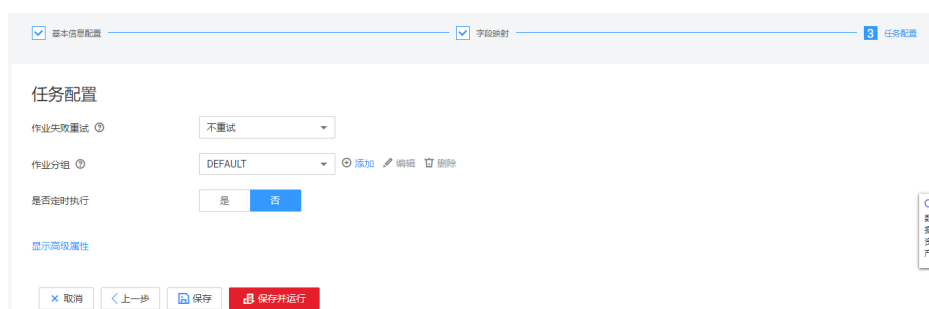 基本信息配置 字段映射 3 任务配置
任务配置
作业失败重试 不重试
作业分组 DEFAULT 添加 编辑 删除
是否定时执行 是 否
显示高级属性
取消 上一步 保存 保存并运行